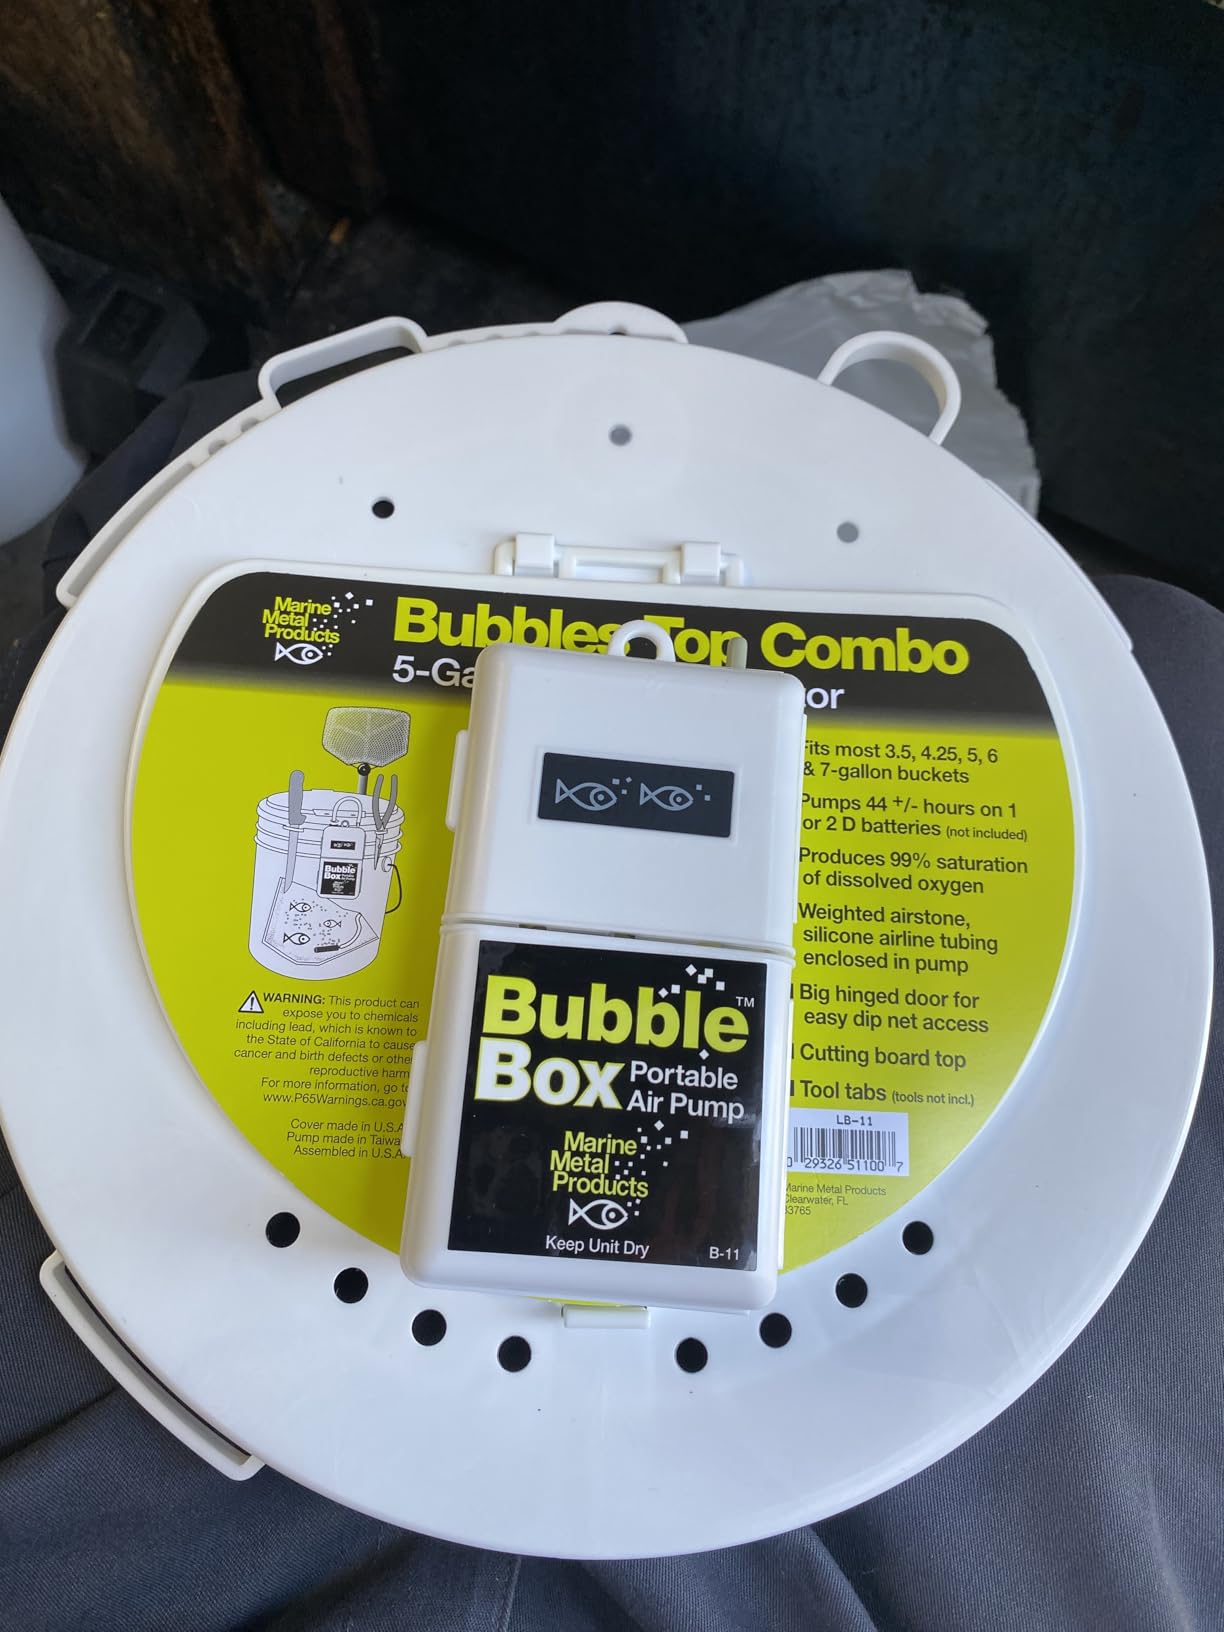 Marine
Metal
Products
Bubbles Top Combo
5-Ga
tor
Fits most 3.5, 4.25, 5, 6
& 7-gallon buckets
Pumps 44 +/- hours on 1
or 2 D batteries (not included)
Produces 99% saturation
of dissolved oxygen
Weighted airstone,
silicone airline tubing
enclosed in pump
Big hinged door for
easy dip net access
Cutting board top
Tool tabs (tools not incl.)
LB-11
0 29326 51100 7
Marine Metal Products
Clearwater, FL
33765
Bubble
Box
WARNING: This product can
expose you to chemicals
including lead, which is known to
the State of California to cause
cancer and birth defects or other
reproductive harm
For more information, go to
www.P65Warnings.ca.gov
Cover made in U.S.A.
Pump made in Taiwa
Assembled in U.S.A.
Bubble™
Box Portable
Air Pump
Marine
Metal
Products
Keep Unit Dry
B-11